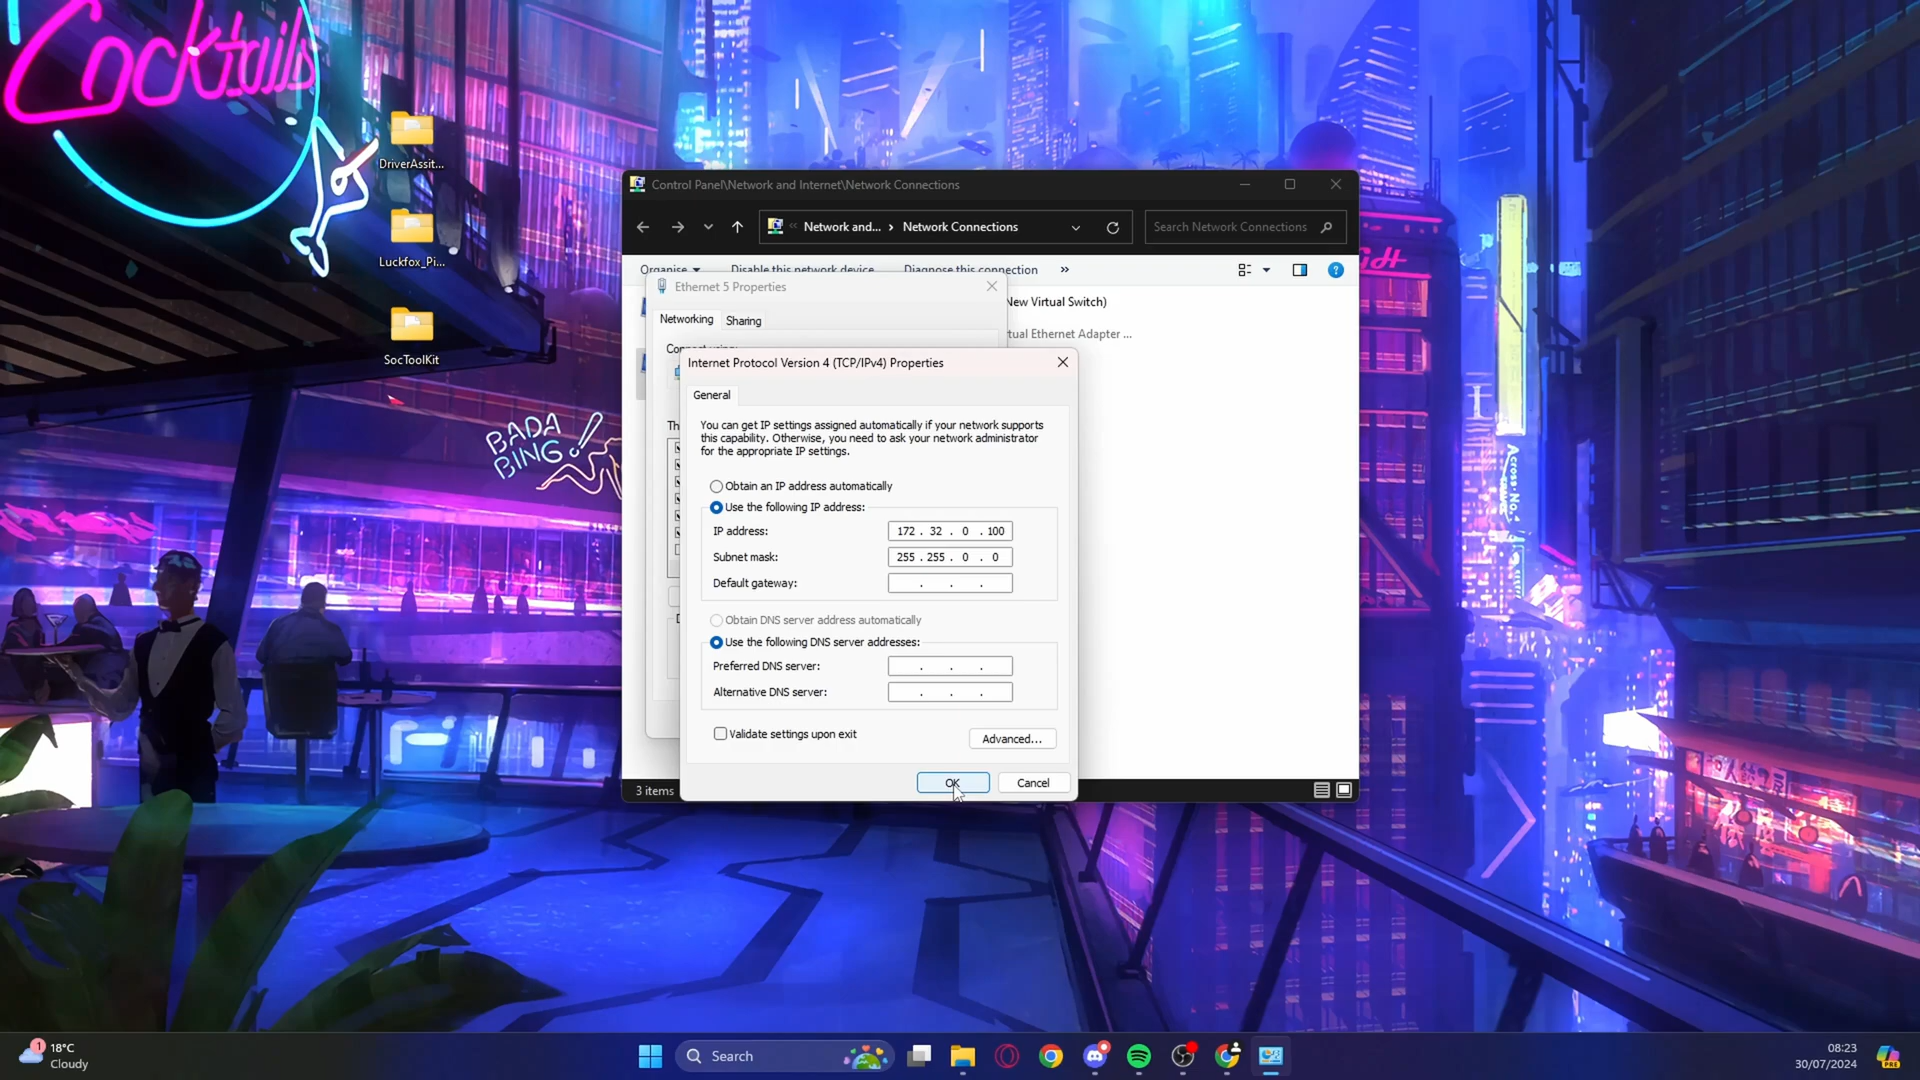 Cocktails
DriverAssit...
Luckfox_Pi...
SocToolKit
BADA
BING
Across-No.4
Control Panel\Network and Internet\Network Connections
Network and... > Network Connections
Search Network Connections
Organise
Disable this network device
Diagnose this connection
»
Ethernet 5 Properties
New Virtual Switch)
Networking
Sharing
tual Ethernet Adapter ...
Internet Protocol Version 4 (TCP/IPv4) Properties
General
You can get IP settings assigned automatically if your network supports
this capability. Otherwise, you need to ask your network administrator
for the appropriate IP settings.
Obtain an IP address automatically
Use the following IP address:
IP address:
172 . 32 . 0 . 100
Subnet mask:
255 . 255 . 0 . 0
Default gateway:
. . .
Obtain DNS server address automatically
Use the following DNS server addresses:
Preferred DNS server:
. . .
Alternative DNS server:
. . .
Validate settings upon exit
Advanced...
OK
Cancel
3 items
1
18°C
Cloudy
Search
PRE
08:23
30/07/2024